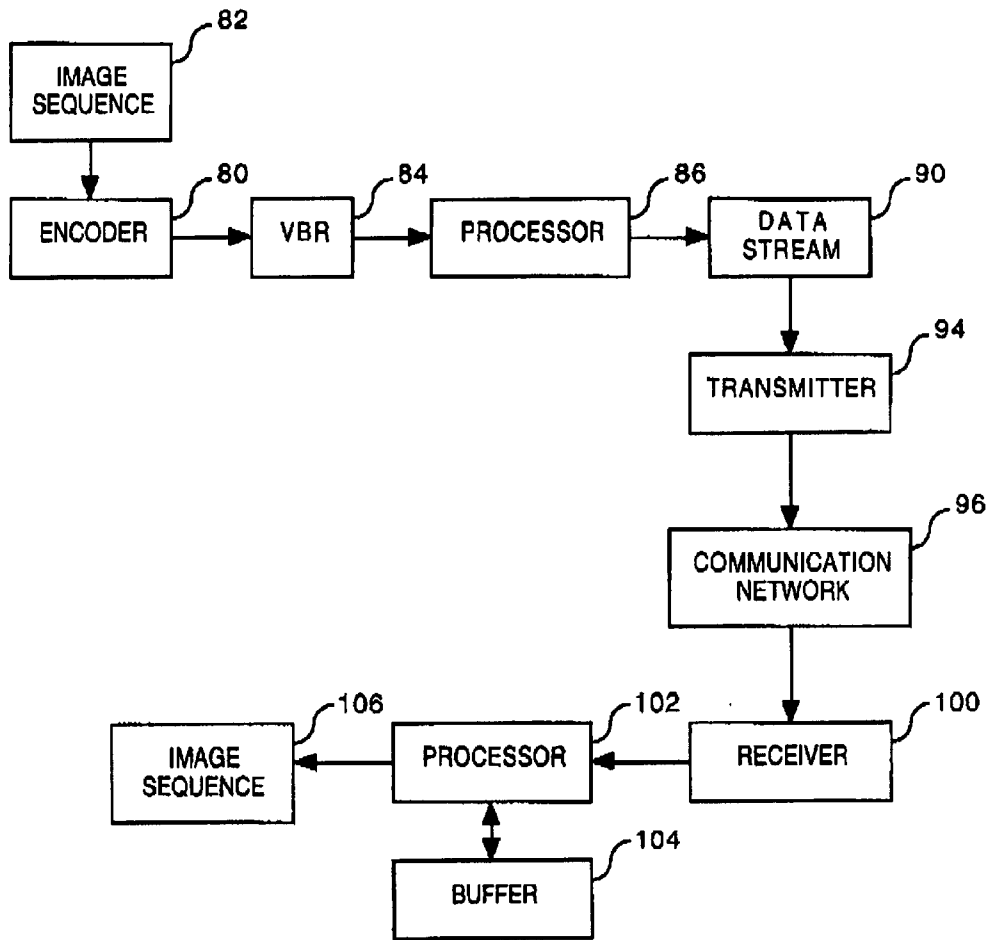 82
IMAGE
SEQUENCE
80
ENCODER
84
VBR
86
PROCESSOR
90
DATA
STREAM
94
TRANSMITTER
96
COMMUNICATION
NETWORK
100
RECEIVER
102
PROCESSOR
106
IMAGE
SEQUENCE
104
BUFFER